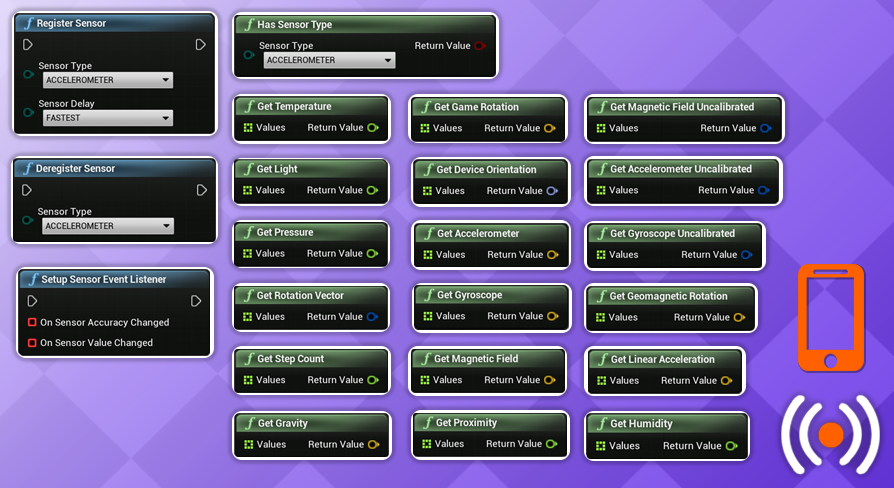 Register Sensor
Sensor Type
ACCELEROMETER
Sensor Delay
FASTEST
Deregister Sensor
Sensor Type
ACCELEROMETER
Setup Sensor Event Listener
On Sensor Accuracy Changed
On Sensor Value Changed
Has Sensor Type
Sensor Type
Return Value
ACCELEROMETER
Get Temperature
Values Return Value
Get Game Rotation
Values Return Value
Get Magnetic Field Uncalibrated
Values Return Value
Get Light
Values Return Value
Get Device Orientation
Values Return Value
Get Accelerometer Uncalibrated
Values Return Value
Get Pressure
Values Return Value
Get Accelerometer
Values Return Value
Get Gyroscope Uncalibrated
Values Return Value
Get Rotation Vector
Values Return Value
Get Gyroscope
Values Return Value
Get Geomagnetic Rotation
Values Return Value
Get Step Count
Values Return Value
Get Magnetic Field
Values Return Value
Get Linear Acceleration
Values Return Value
Get Gravity
Values Return Value
Get Proximity
Values Return Value
Get Humidity
Values Return Value